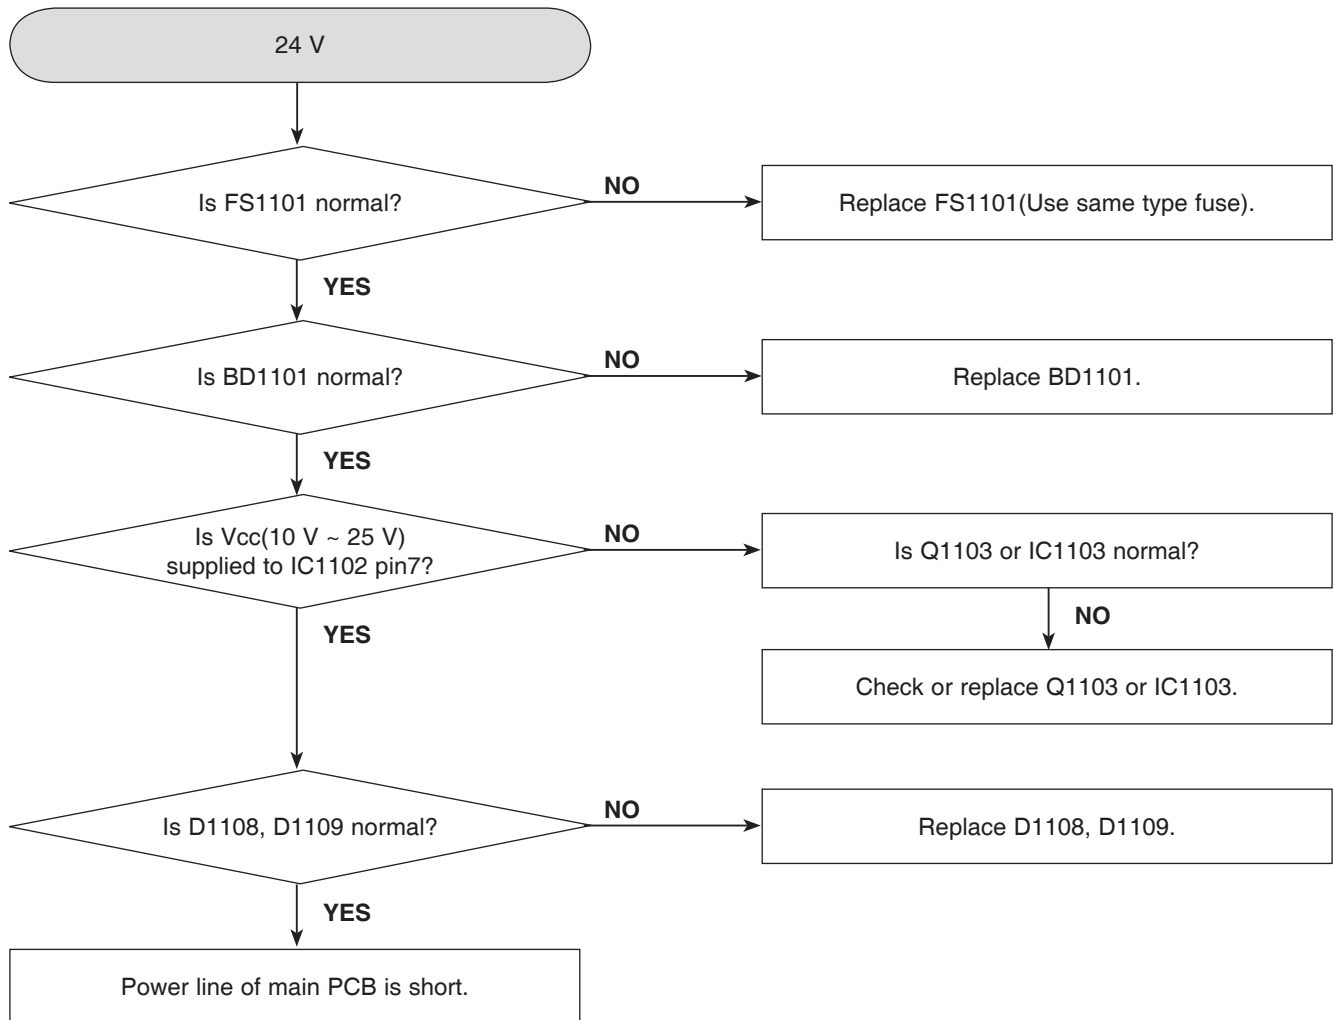 24 V
Is FS1101 normal?
NO
Replace FS1101(Use same type fuse).
YES
Is BD1101 normal?
NO
Replace BD1101.
YES
Is Vcc(10 V ~ 25 V)
supplied to IC1102 pin7?
NO
Is Q1103 or IC1103 normal?
NO
Check or replace Q1103 or IC1103.
YES
Is D1108, D1109 normal?
NO
Replace D1108, D1109.
YES
Power line of main PCB is short.